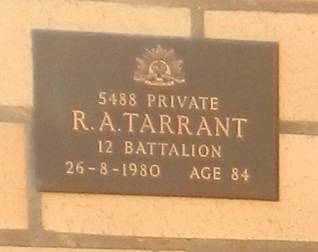 5488 PRIVATE
R.A.TARRANT
12 BATTALION
26-8-1980 AGE 84